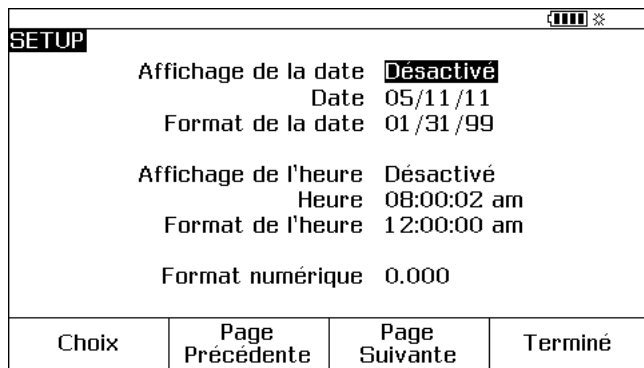 SETUP
Affichage de la date Désactivé
Date 05/11/11
Format de la date 01/31/99
Affichage de l'heure Désactivé
Heure 08:00:02 am
Format de l'heure 12:00:00 am
Format numérique 0.000
Choix
Page
Précédente
Page
Suivante
Terminé